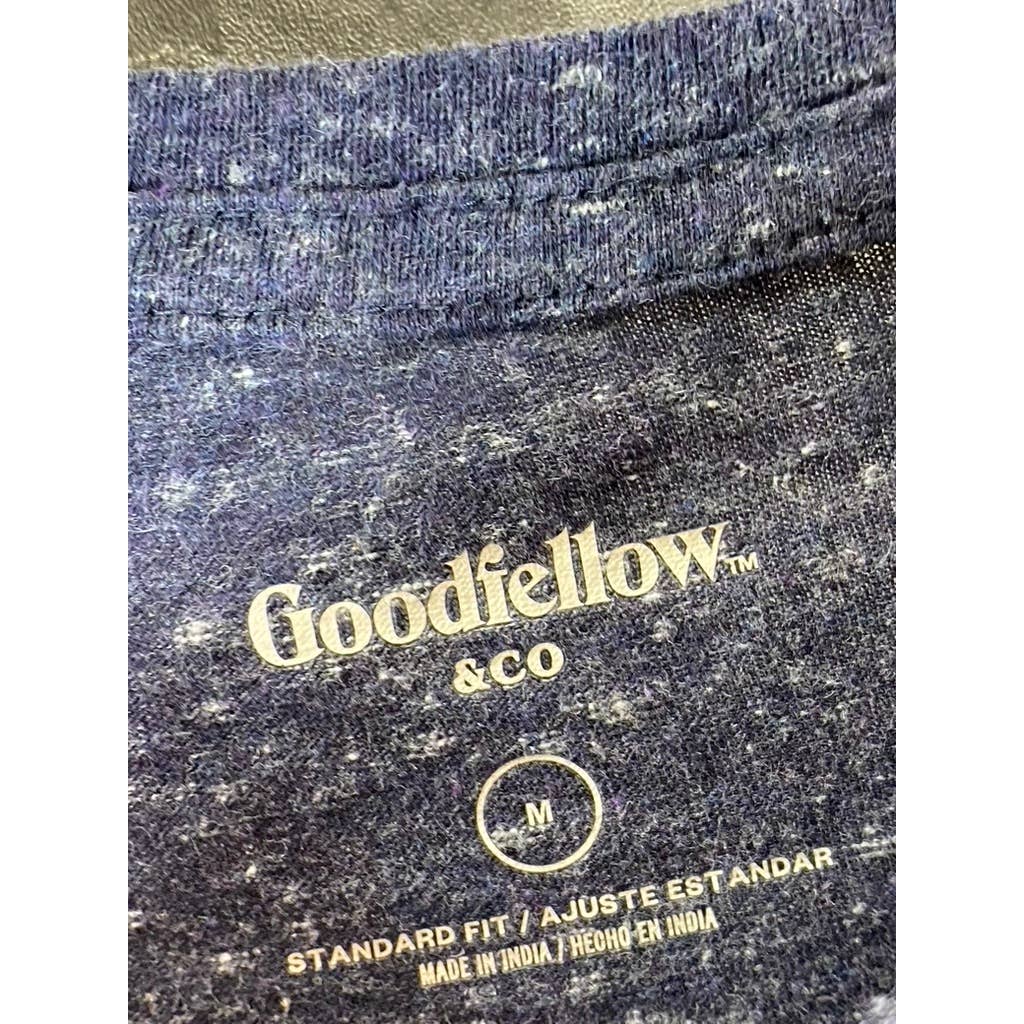 Goodfellow™
&CO
M
STANDARD FIT / AJUSTE ESTANDAR
MADE IN INDIA / HECHO EN INDIA